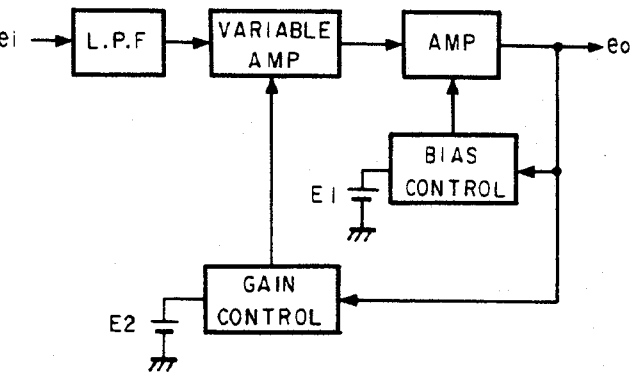 ei
L.P.F
VARIABLE
AMP
AMP
eo
BIAS
CONTROL
E1
GAIN
CONTROL
E2